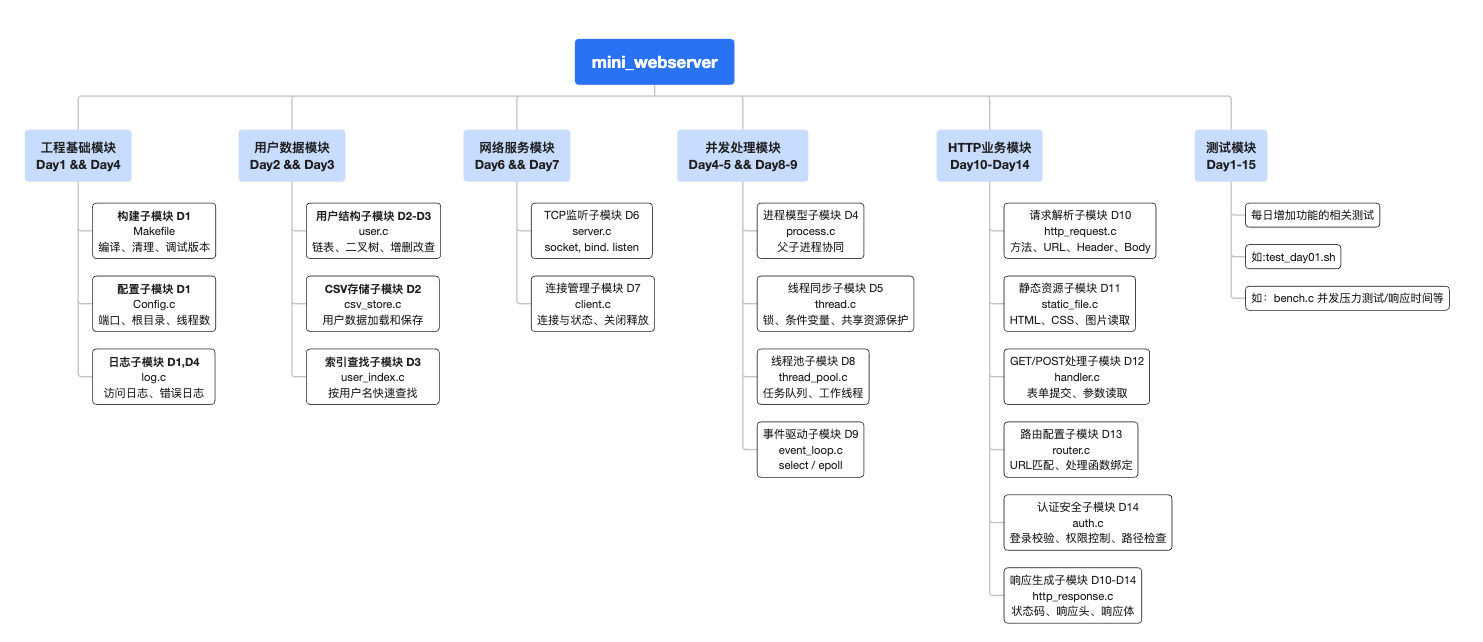 mini_webserver
工程基础模块
Day1 && Day4
构建子模块 D1
Makefile
编译、清理、调试版本
配置子模块 D1
Config.c
端口、根目录、线程数
日志子模块 D1,D4
log.c
访问日志、错误日志
用户数据模块
Day2 && Day3
用户结构子模块 D2-D3
user.c
链表、二叉树、增删改查
CSV存储子模块 D2
csv_store.c
用户数据加载和保存
索引查找子模块 D3
user_index.c
按用户名快速查找
网络服务模块
Day6 && Day7
TCP监听子模块 D6
server.c
socket, bind. listen
连接管理子模块 D7
client.c
连接与状态、关闭释放
并发处理模块
Day4-5 && Day8-9
进程模型子模块 D4
process.c
父子进程协同
线程同步子模块 D5
thread.c
锁、条件变量、共享资源保护
线程池子模块 D8
thread_pool.c
任务队列、工作线程
事件驱动子模块 D9
event_loop.c
select / epoll
HTTP业务模块
Day10-Day14
请求解析子模块 D10
http_request.c
方法、URL、Header、Body
静态资源子模块 D11
static_file.c
HTML、CSS、图片读取
GET/POST处理子模块 D12
handler.c
表单提交、参数读取
路由配置子模块 D13
router.c
URL匹配、处理函数绑定
认证安全子模块 D14
auth.c
登录校验、权限控制、路径检查
响应生成子模块 D10-D14
http_response.c
状态码、响应头、响应体
测试模块
Day1-15
每日增加功能的相关测试
如:test_day01.sh
如：bench.c 并发压力测试/响应时间等